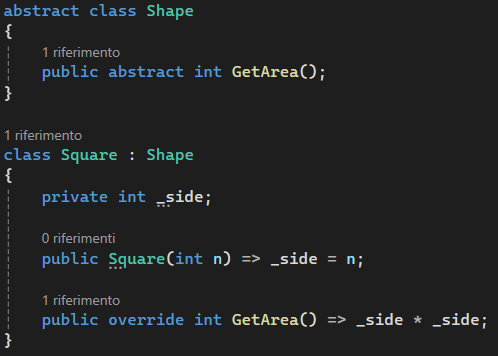 abstract class Shape
{
1 riferimento
public abstract int GetArea();
}
1 riferimento
class Square : Shape
{
private int _side;
0 riferimenti
public Square(int n) => _side = n;
1 riferimento
public override int GetArea() => _side * _side;
}